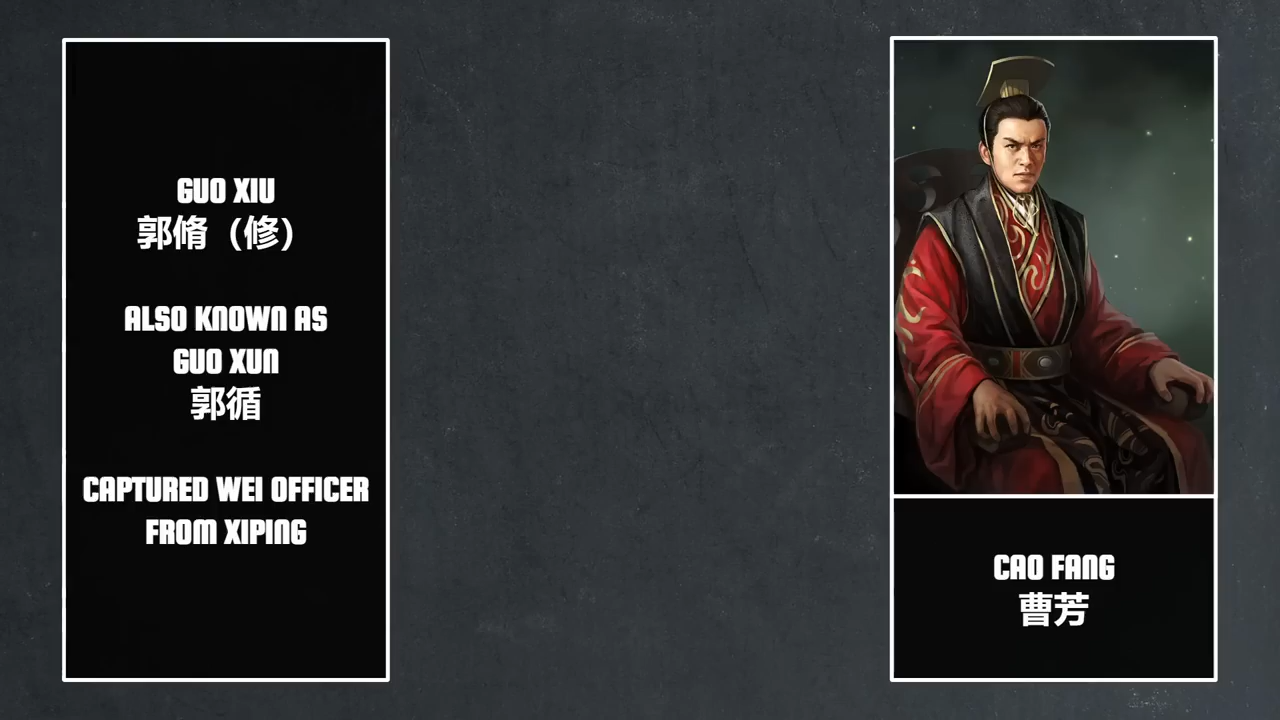 GUO XIU
郭脩（修）
ALSO KNOWN AS
GUO XUN
郭循
CAPTURED WEI OFFICER
FROM XIPING
CAO FANG
曹芳